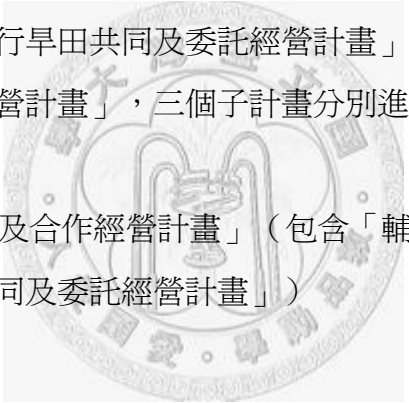 行旱田共同及委託經營計畫」
營計畫」，三個子計畫分別進
及合作經營計畫」（包含「輔
同及委託經營計畫」）